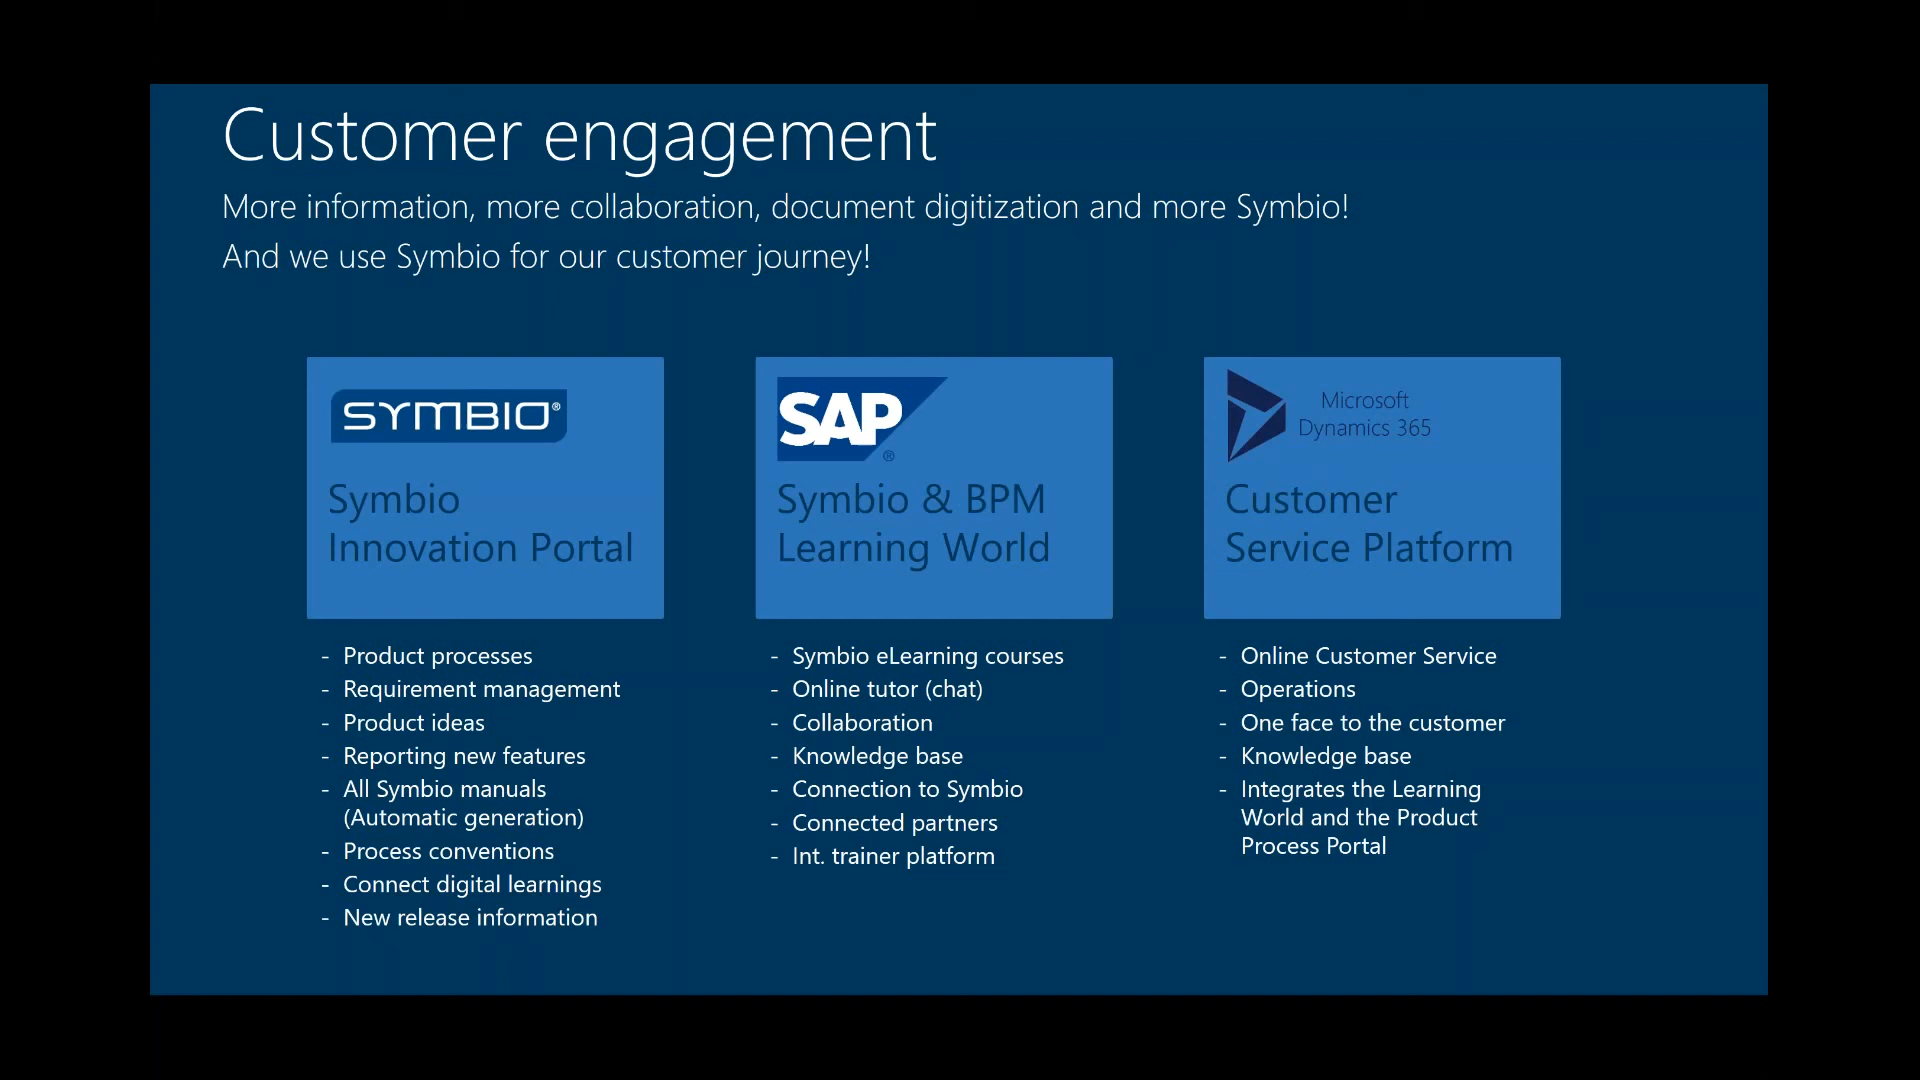 Customer engagement
More information, more collaboration, document digitization and more Symbio!
And we use Symbio for our customer journey!
SYMBIO®
Symbio
Innovation Portal
- Product processes
- Requirement management
- Product ideas
- Reporting new features
- All Symbio manuals
(Automatic generation)
- Process conventions
- Connect digital learnings
- New release information
SAP®
Symbio & BPM
Learning World
- Symbio eLearning courses
- Online tutor (chat)
- Collaboration
- Knowledge base
- Connection to Symbio
- Connected partners
- Int. trainer platform
Microsoft
Dynamics 365
Customer
Service Platform
- Online Customer Service
- Operations
- One face to the customer
- Knowledge base
- Integrates the Learning
World and the Product
Process Portal